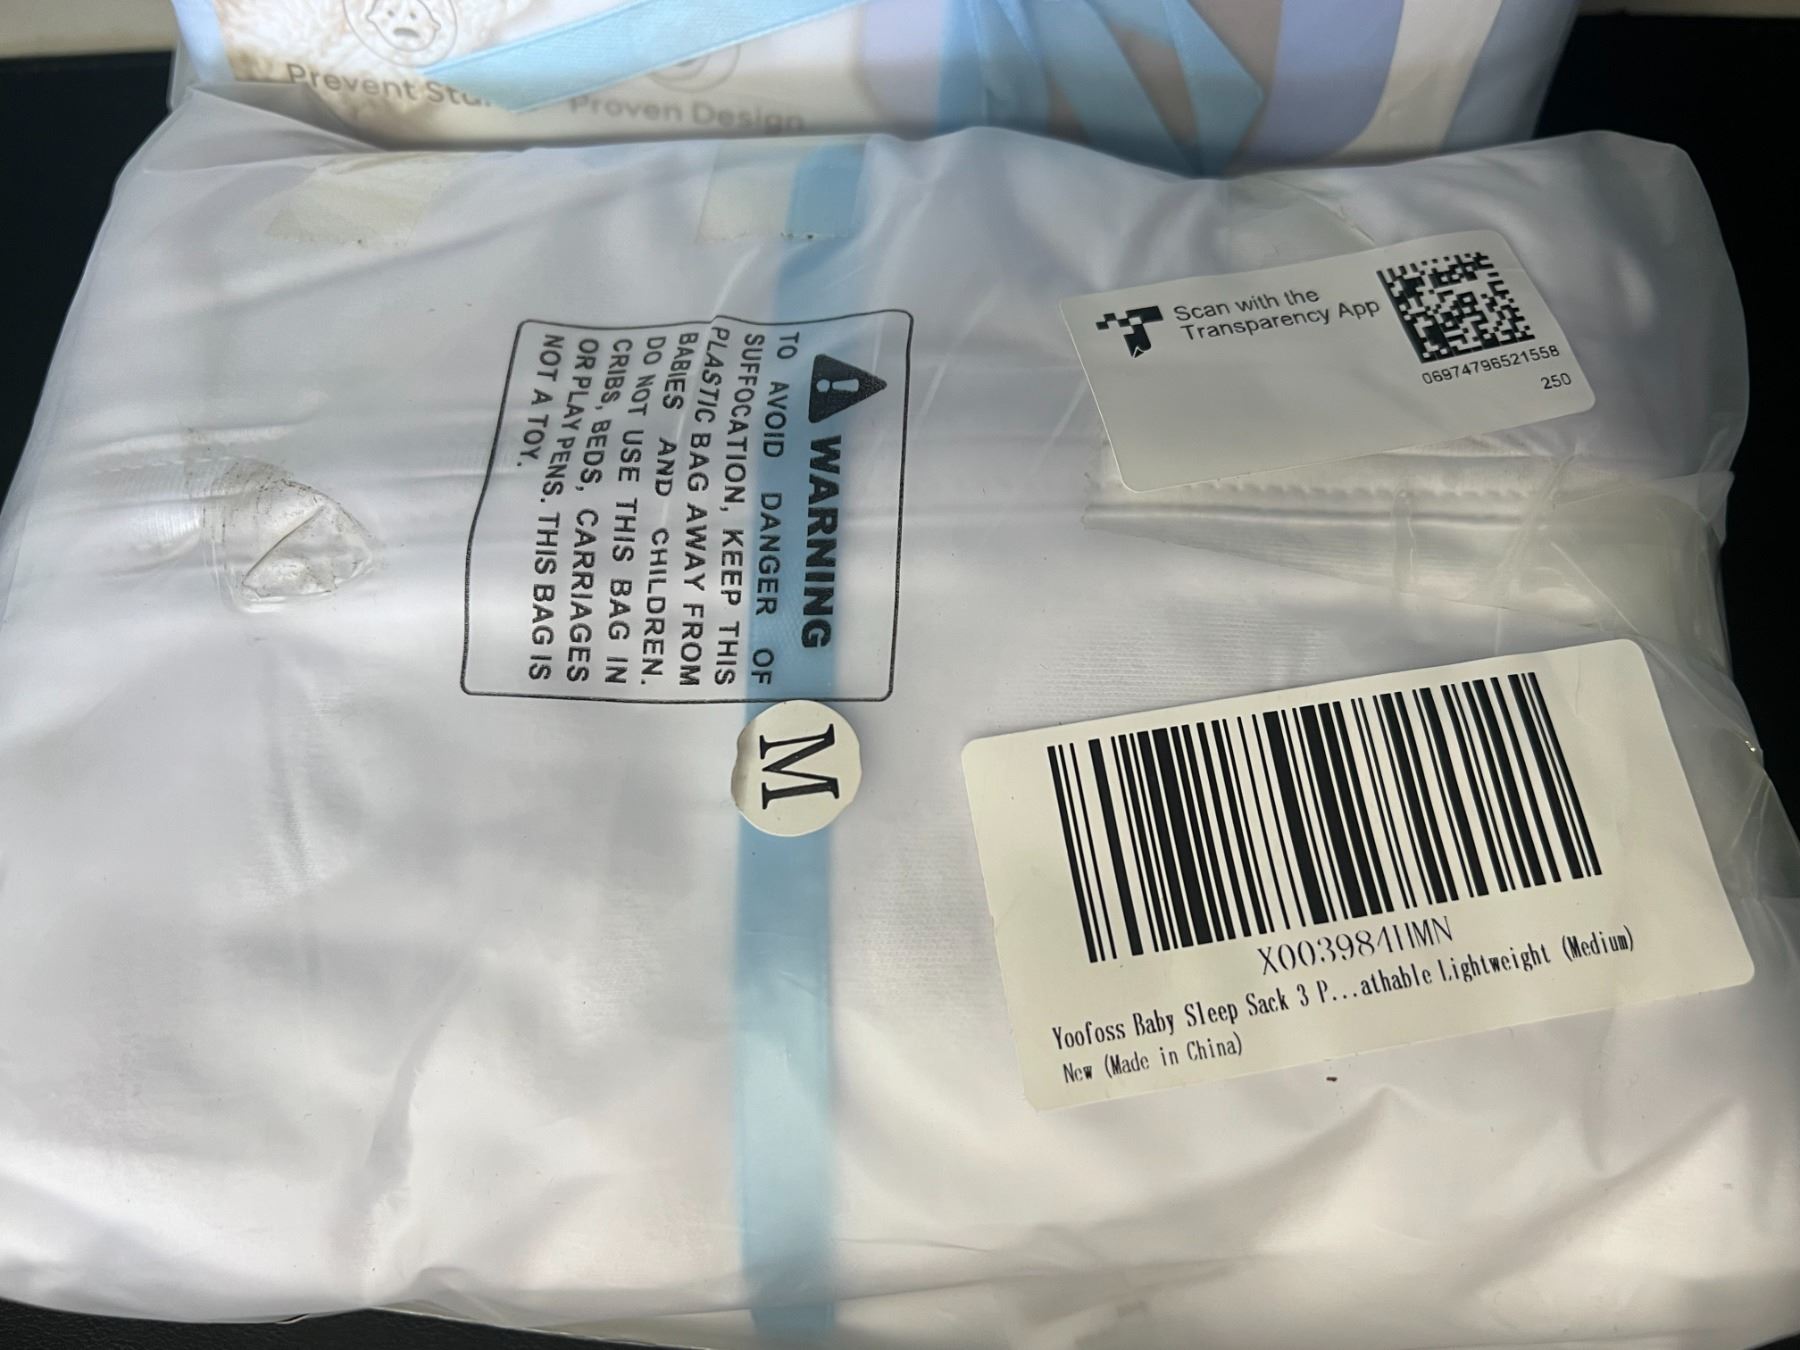 Prevent
Proven Design
WARNING
TO AVOID DANGER OF
SUFFOCATION, KEEP THIS
PLASTIC BAG AWAY FROM
BABIES AND CHILDREN.
DO NOT USE THIS BAG IN
CRIBS, BEDS, CARRIAGES
OR PLAY PENS. THIS BAG IS
NOT A TOY.
M
Scan with the
Transparency App
06974796521558
250
Yoofoss Baby Sleep Sack 3 P...athable Lightweight (Medium)
New (Made in China)